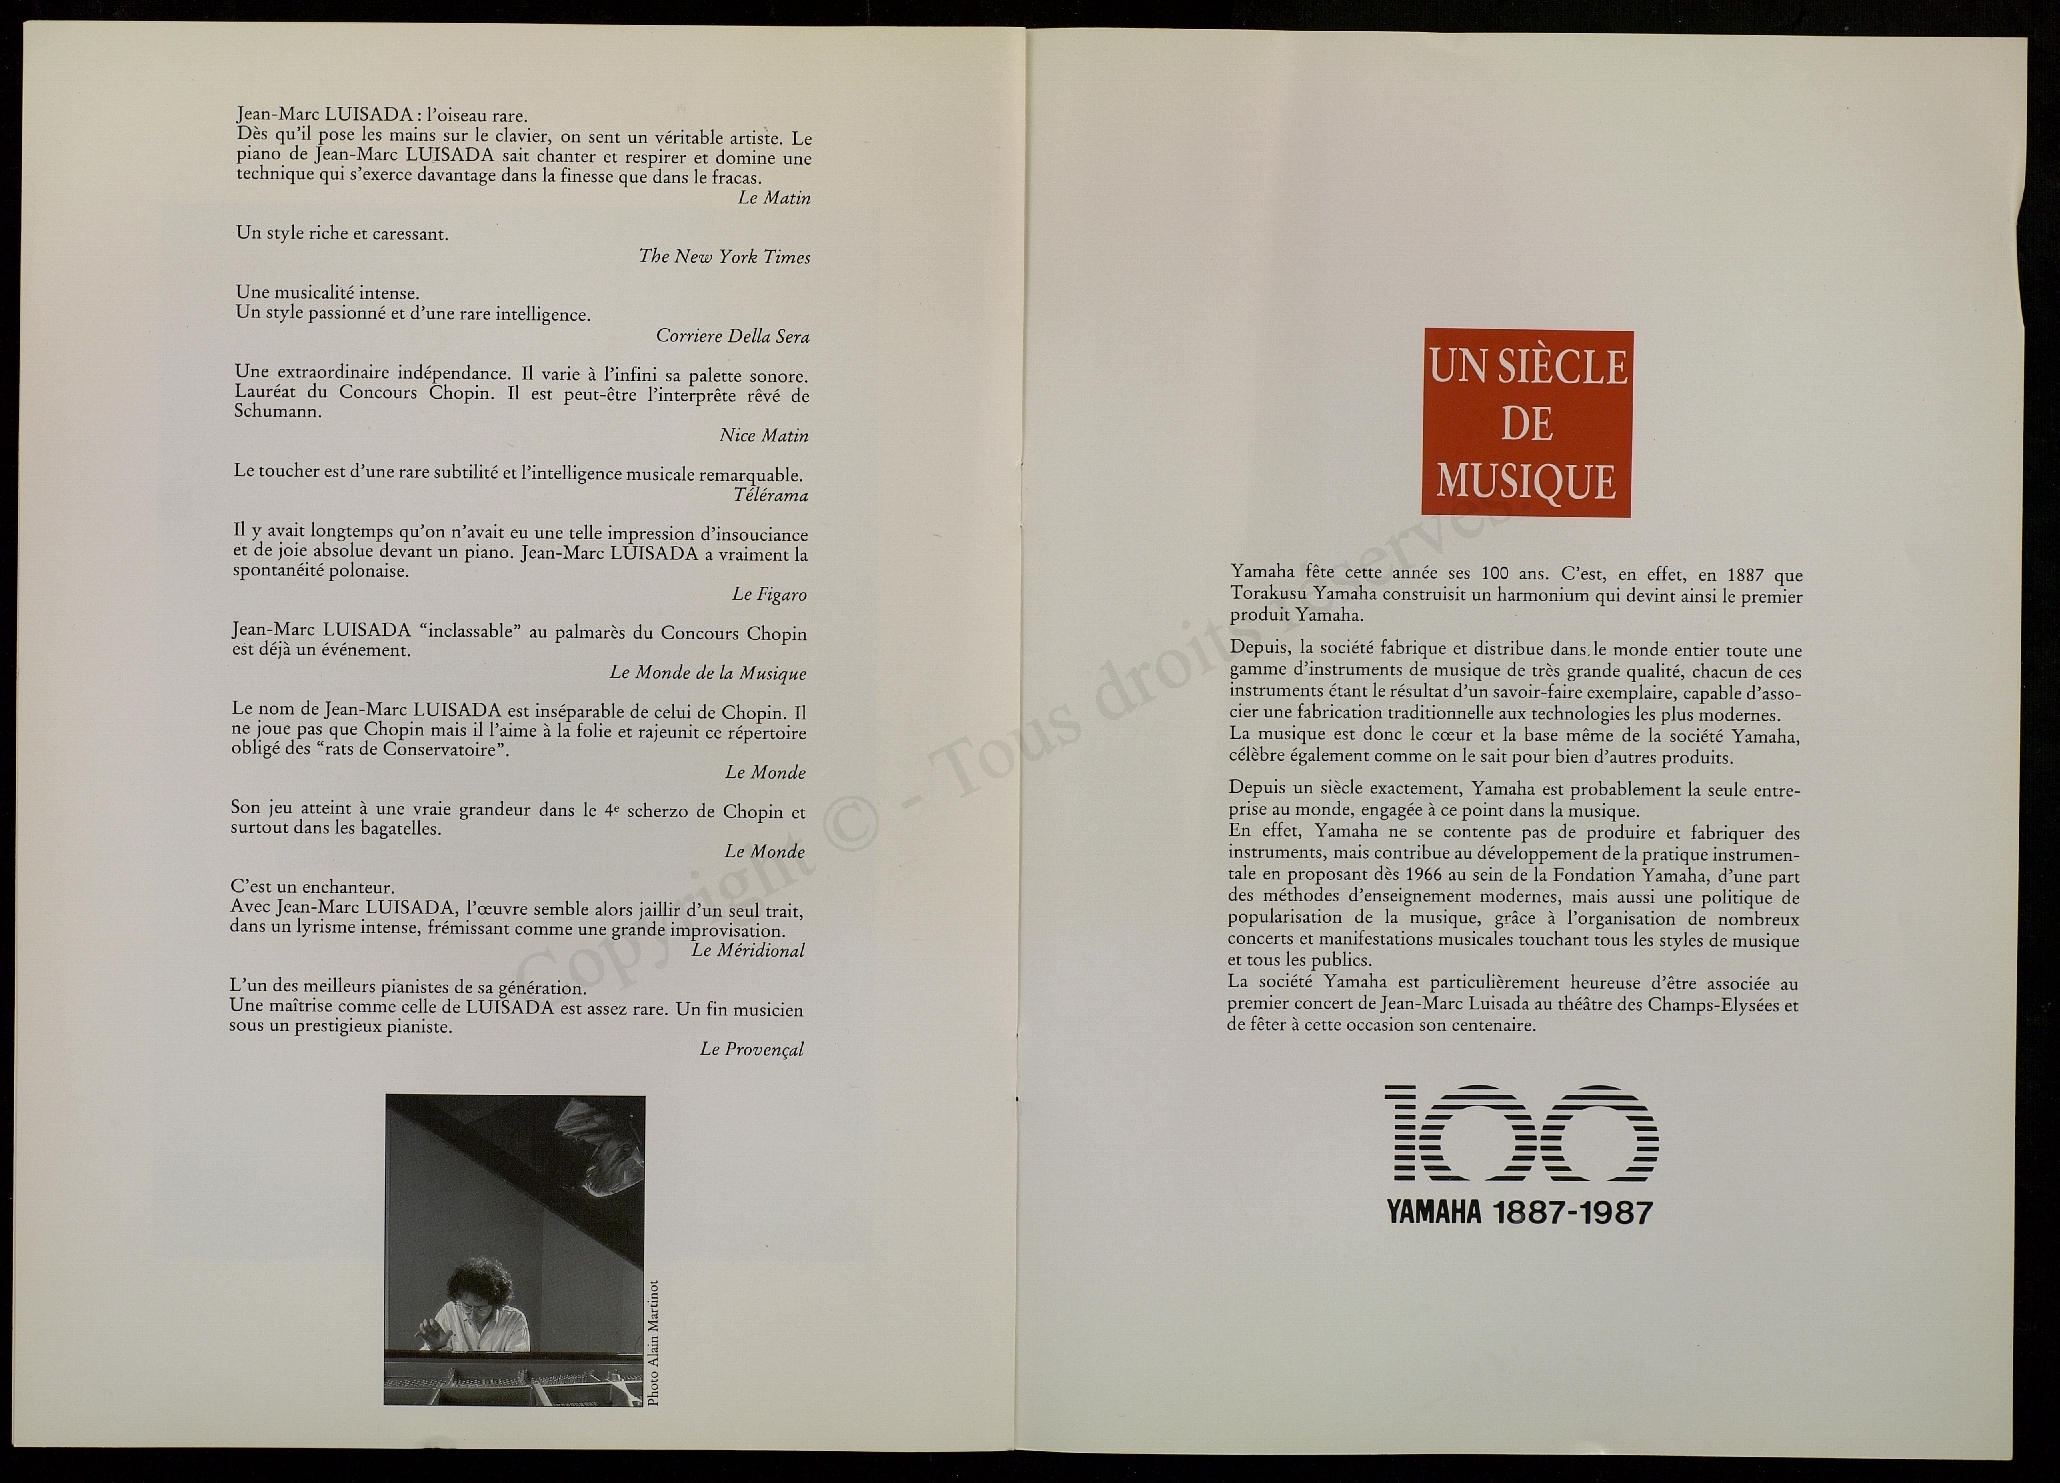 Jean-Marc LUISADA : l'oiseau rare.
Dès qu'il pose les mains sur le clavier, on sent un véritable artiste. Le
piano de Jean-Marc LUISADA sait chanter et respirer et domine une
technique qui s'exerce davantage dans la finesse que dans le fracas.
Le Matin
Un style riche et caressant.
The New York Times
Une musicalité intense.
Un style passionné et d'une rare intelligence.
Corriere Della Sera
Une extraordinaire indépendance. Il varie à l'infini sa palette sonore.
Lauréat du Concours Chopin. Il est peut-être l'interprête rêvé de
Schumann.
Nice Matin
Le toucher est d'une rare subtilité et l'intelligence musicale remarquable.
Télérama
Il y avait longtemps qu'on n'avait eu une telle impression d'insouciance
et de joie absolue devant un piano. Jean-Marc LUISADA a vraiment la
spontanéité polonaise.
Le Figaro
Jean-Marc LUISADA “inclassable” au palmarès du Concours Chopin
est déjà un événement.
Le Monde de la Musique
Le nom de Jean-Marc LUISADA est inséparable de celui de Chopin. Il
ne joue pas que Chopin mais il l'aime à la folie et rajeunit ce répertoire
obligé des “rats de Conservatoire”.
Le Monde
Son jeu atteint à une vraie grandeur dans le 4e scherzo de Chopin et
surtout dans les bagatelles.
Le Monde
C'est un enchanteur.
Avec Jean-Marc LUISADA, l'œuvre semble alors jaillir d'un seul trait,
dans un lyrisme intense, frémissant comme une grande improvisation.
Le Méridional
L'un des meilleurs pianistes de sa génération.
Une maîtrise comme celle de LUISADA est assez rare. Un fin musicien
sous un prestigieux pianiste.
Le Provençal
Photo Alain Martinot
UN SIÈCLE
DE
MUSIQUE
Yamaha fête cette année ses 100 ans. C'est, en effet, en 1887 que
Torakusu Yamaha construisit un harmonium qui devint ainsi le premier
produit Yamaha.
Depuis, la société fabrique et distribue dans le monde entier toute une
gamme d'instruments de musique de très grande qualité, chacun de ces
instruments étant le résultat d'un savoir-faire exemplaire, capable d'asso-
cier une fabrication traditionnelle aux technologies les plus modernes.
La musique est donc le cœur et la base même de la société Yamaha,
célèbre également comme on le sait pour bien d'autres produits.
Depuis un siècle exactement, Yamaha est probablement la seule entre-
prise au monde, engagée à ce point dans la musique.
En effet, Yamaha ne se contente pas de produire et fabriquer des
instruments, mais contribue au développement de la pratique instrumen-
tale en proposant dès 1966 au sein de la Fondation Yamaha, d'une part
des méthodes d'enseignement modernes, mais aussi une politique de
popularisation de la musique, grâce à l'organisation de nombreux
concerts et manifestations musicales touchant tous les styles de musique
et tous les publics.
La société Yamaha est particulièrement heureuse d'être associée au
premier concert de Jean-Marc Luisada au théâtre des Champs-Elysées et
de fêter à cette occasion son centenaire.
100
YAMAHA 1887-1987
Copyright © - Tous droits réservés.